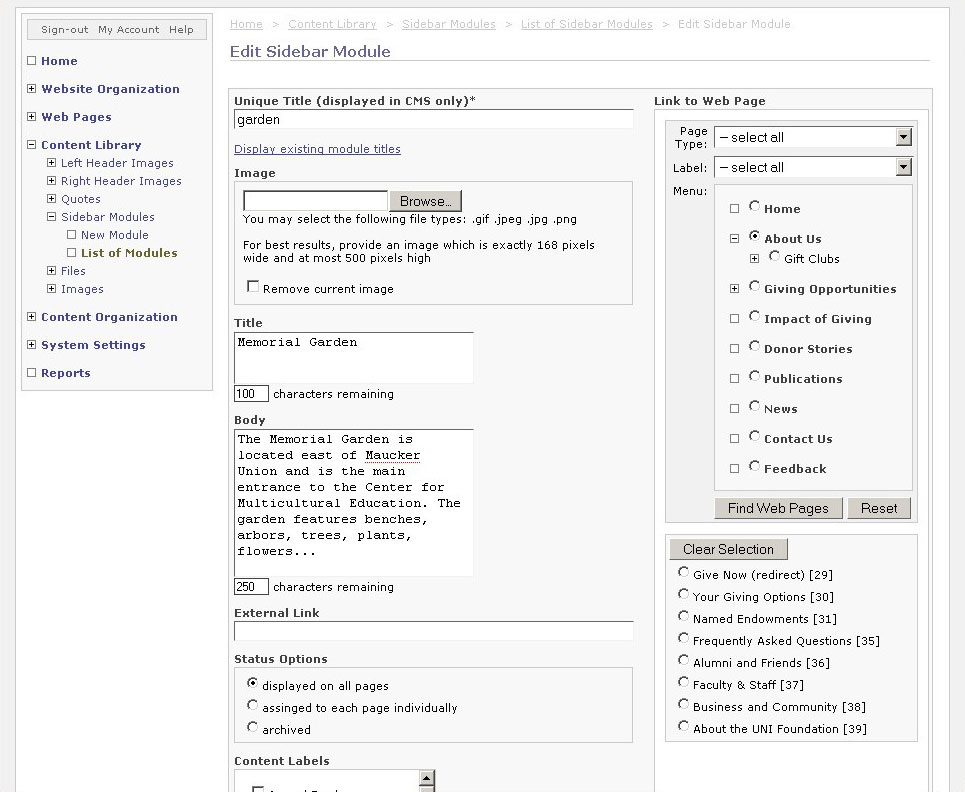 Sign-out My Account Help
Home
Website Organization
Web Pages
Content Library
Left Header Images
Right Header Images
Quotes
Sidebar Modules
New Module
List of Modules
Files
Images
Content Organization
System Settings
Reports
Home > Content Library > Sidebar Modules > List of Sidebar Modules > Edit Sidebar Module
Edit Sidebar Module
Unique Title (displayed in CMS only)*
garden
Display existing module titles
Image
Browse...
You may select the following file types: .gif .jpeg .jpg .png
For best results, provide an image which is exactly 168 pixels
wide and at most 500 pixels high
Remove current image
Title
Memorial Garden
100 characters remaining
Body
The Memorial Garden is
located east of Maucker
Union and is the main
entrance to the Center for
Multicultural Education. The
garden features benches,
arbors, trees, plants,
flowers...
250 characters remaining
External Link
Status Options
displayed on all pages
assinged to each page individually
archived
Content Labels
Link to Web Page
Page
Type:
-- select all
Label:
-- select all
Menu:
Home
About Us
Gift Clubs
Giving Opportunities
Impact of Giving
Donor Stories
Publications
News
Contact Us
Feedback
Find Web Pages
Reset
Clear Selection
Give Now (redirect) [29]
Your Giving Options [30]
Named Endowments [31]
Frequently Asked Questions [35]
Alumni and Friends [36]
Faculty & Staff [37]
Business and Community [38]
About the UNI Foundation [39]